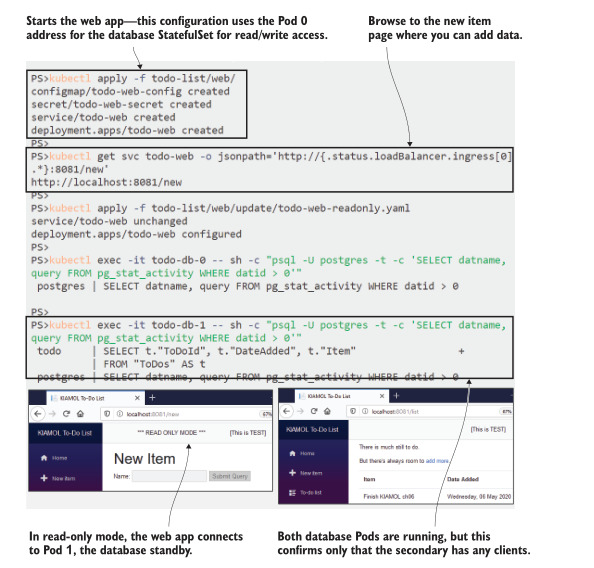 Starts the web app—this configuration uses the Pod 0
address for the database StatefulSet for read/write access.
Browse to the new item
page where you can add data.
PS>kubectl apply -f todo-list/web/
configmap/todo-web-config created
secret/todo-web-secret created
service/todo-web created
deployment.apps/todo-web created
PS>
PS>kubectl get svc todo-web -o jsonpath='http://{.status.loadBalancer.ingress[0]
.*}:8081/new'
http://localhost:8081/new
PS>
PS>kubectl apply -f todo-list/web/update/todo-web-readonly.yaml
service/todo-web unchanged
deployment.apps/todo-web configured
PS>
PS>kubectl exec -it todo-db-0 -- sh -c "psql -U postgres -t -c 'SELECT datname,
query FROM pg_stat_activity WHERE datid > 0'"
postgres | SELECT datname, query FROM pg_stat_activity WHERE datid > 0
PS>
PS>kubectl exec -it todo-db-1 -- sh -c "psql -U postgres -t -c 'SELECT datname,
query FROM pg_stat_activity WHERE datid > 0'"
todo | SELECT t."ToDoId", t."DateAdded", t."Item" +
| FROM "ToDos" AS t
postgres | SELECT datname, query FROM pg_stat_activity WHERE datid > 0
KIAMOL To-Do List
localhost:8081/new
67%
KIAMOL To-Do List
*** READ ONLY MODE ***
[This is TEST]
Home
New item
New Item
Name:
Submit Query
KIAMOL To-Do List
localhost:8081/list
67%
KIAMOL To-Do List
[This is TEST]
Home
New item
To-do list
There is much still to do.
But there's always room to add more.
Item Date Added
Finish KIAMOL ch08 Wednesday, 06 May 2020
In read-only mode, the web app connects
to Pod 1, the database standby.
Both database Pods are running, but this
confirms only that the secondary has any clients.